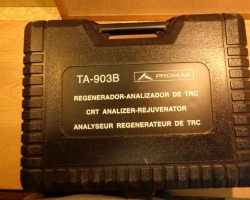 TA-903B PROMAX
REGENERADOR-ANALIZADOR DE TRC
CRT ANALIZER-REJUVENATOR
ANALYSEUR REGENERATEUR DE TRC